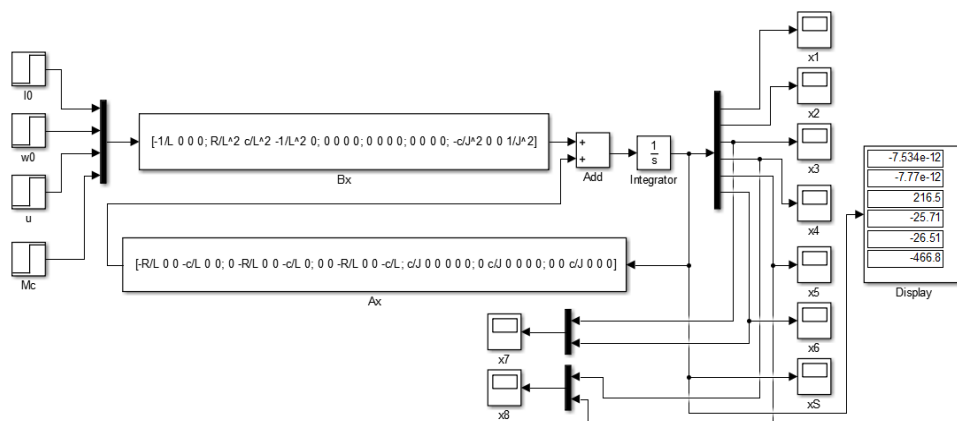 I0
w0
u
Mc
[-1/L 0 0 0; R/L^2 c/L^2 -1/L^2 0; 0 0 0 0; 0 0 0 0; 0 0 0 0; -c/J^2 0 0 1/J^2]
Bx
+
+
Add
1
s
Integrator
[-R/L 0 0 -c/L 0 0; 0 -R/L 0 0 -c/L 0; 0 0 -R/L 0 0 -c/L; c/J 0 0 0 0 0; 0 c/J 0 0 0 0; 0 0 c/J 0 0 0]
Ax
x1
x2
x3
x4
x5
x6
xS
x7
x8
-7.534e-12
-7.77e-12
216.5
-25.71
-26.51
-466.8
Display